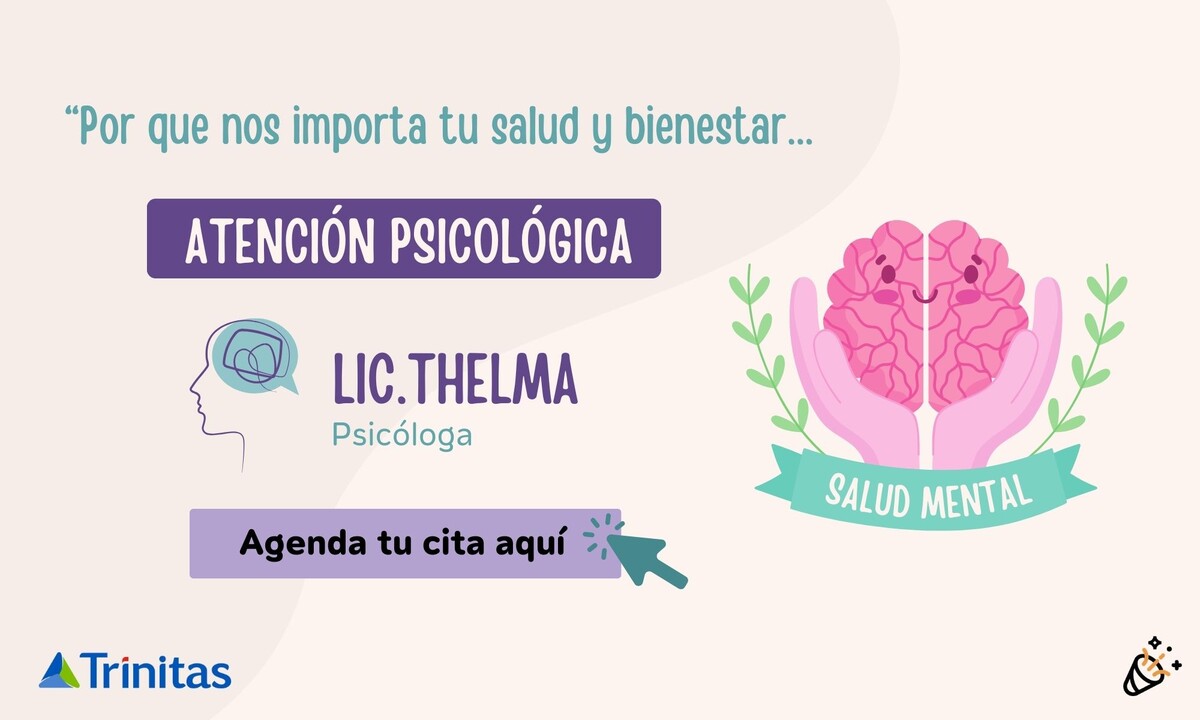 “Por que nos importa tu salud y bienestar...
ATENCIÓN PSICOLÓGICA
LIC.THELMA
Psicóloga
Agenda tu cita aquí
SALUD MENTAL
Trinitas